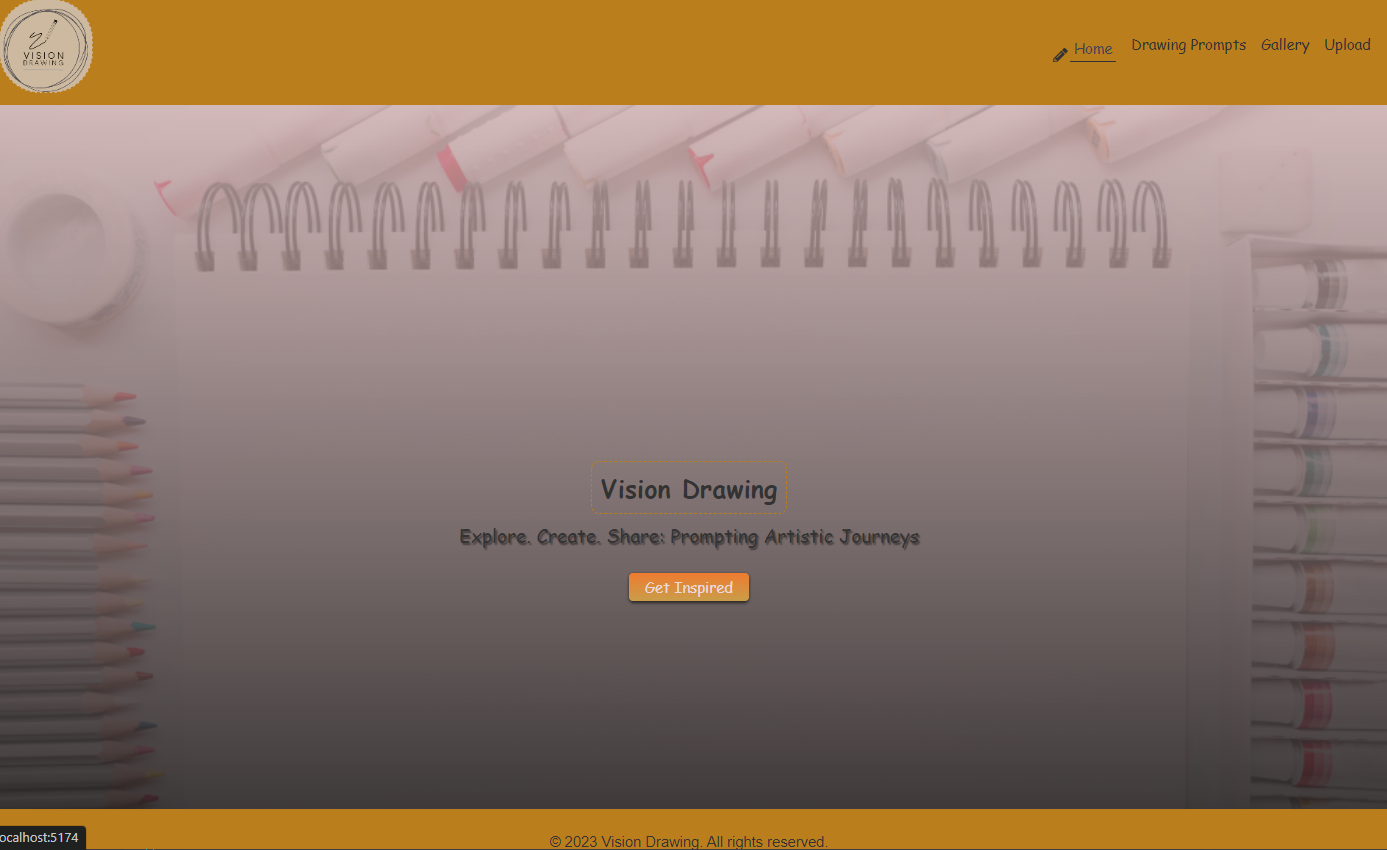 VISION
DRAWING
Home
Drawing Prompts
Gallery
Upload
Vision Drawing
Explore. Create. Share: Prompting Artistic Journeys
Get Inspired
© 2023 Vision Drawing. All rights reserved.
ocalhost:5174